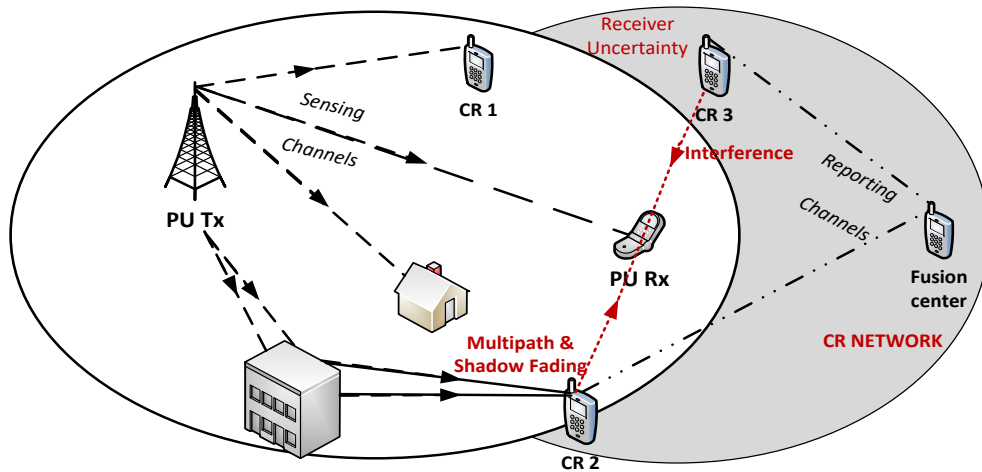 Receiver
Uncertainty
CR 1
CR 3
Sensing
Channels
Interference
Reporting
Channels
PU Tx
PU Rx
Fusion
center
Multipath &
Shadow Fading
CR NETWORK
CR 2